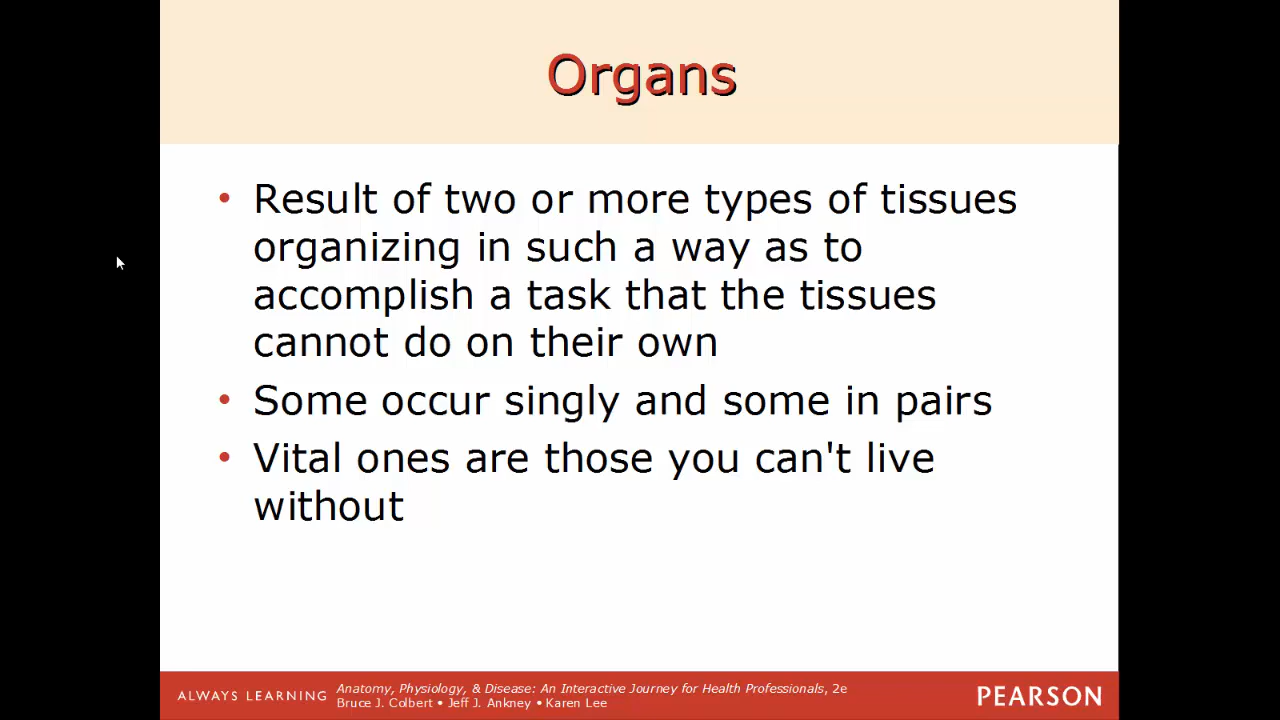 Organs
• Result of two or more types of tissues
organizing in such a way as to
accomplish a task that the tissues
cannot do on their own
• Some occur singly and some in pairs
• Vital ones are those you can't live
without
ALWAYS LEARNING
Anatomy, Physiology, & Disease: An Interactive Journey for Health Professionals, 2e
Bruce J. Colbert • Jeff J. Ankney • Karen Lee
PEARSON